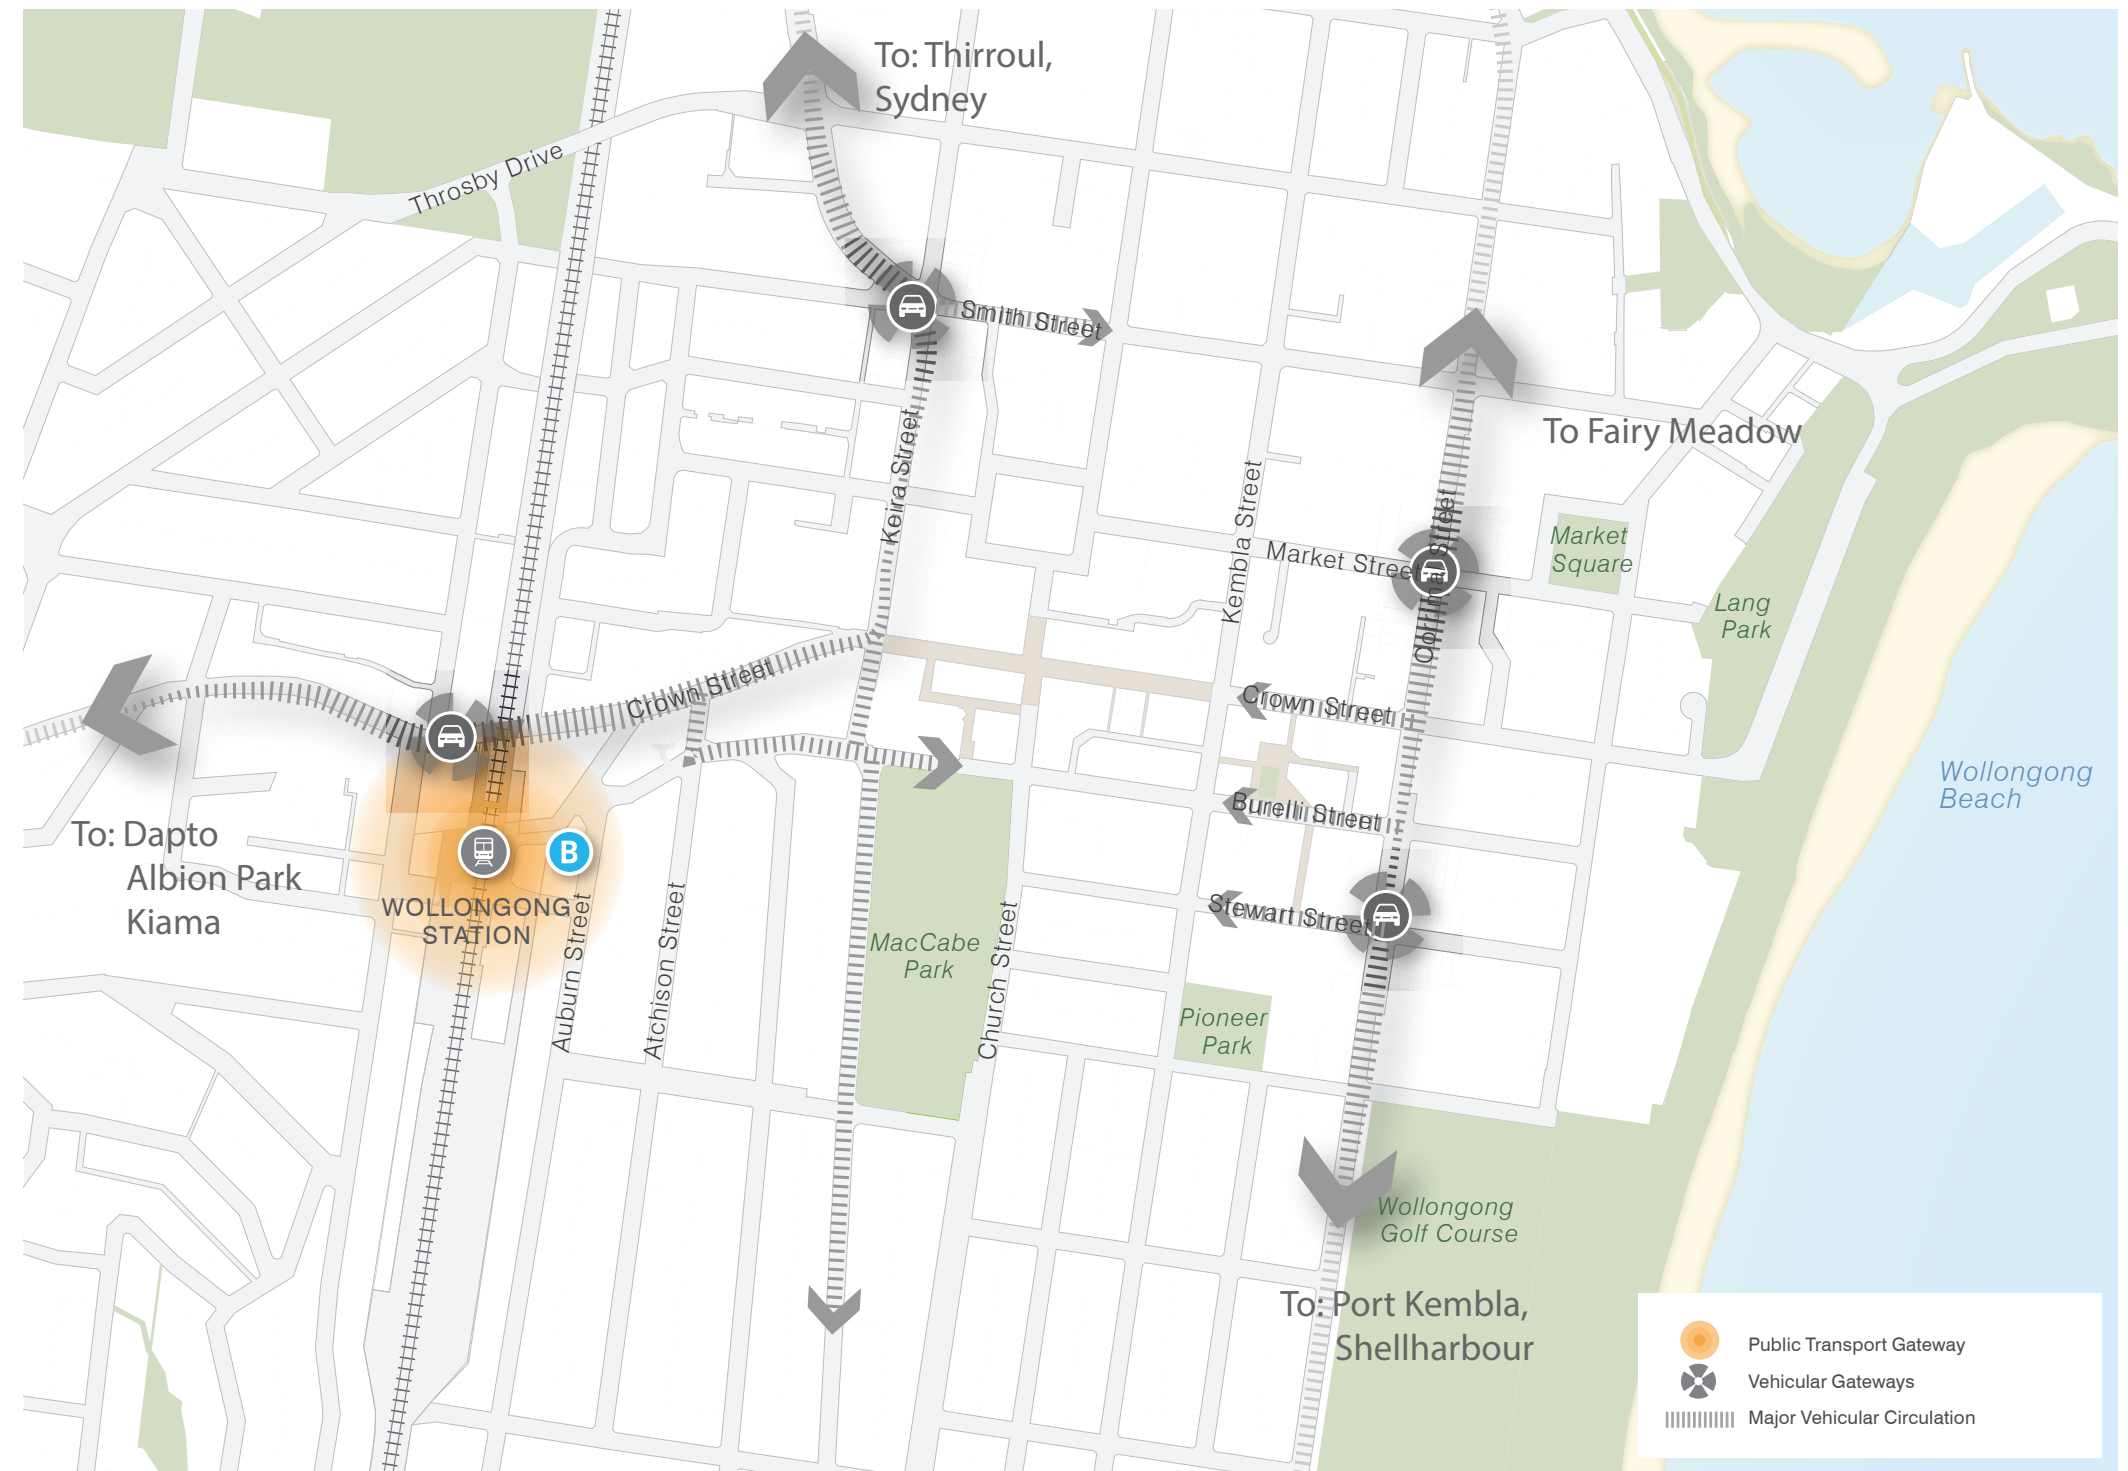 To: Thirroul,
Sydney
Throsby Drive
Smith Street
To Fairy Meadow
Keira Street
Kembla Street
Market Street
Corrimal Street
Market
Square
Lang
Park
Crown Street
Crown Street
Wollongong
Beach
Burelli Street
To: Dapto
Albion Park
Kiama
B
WOLLONGONG
STATION
Stewart Street
Auburn Street
Atchison Street
MacCabe
Park
Church Street
Pioneer
Park
Wollongong
Golf Course
To: Port Kembla,
Shellharbour
Public Transport Gateway
Vehicular Gateways
Major Vehicular Circulation